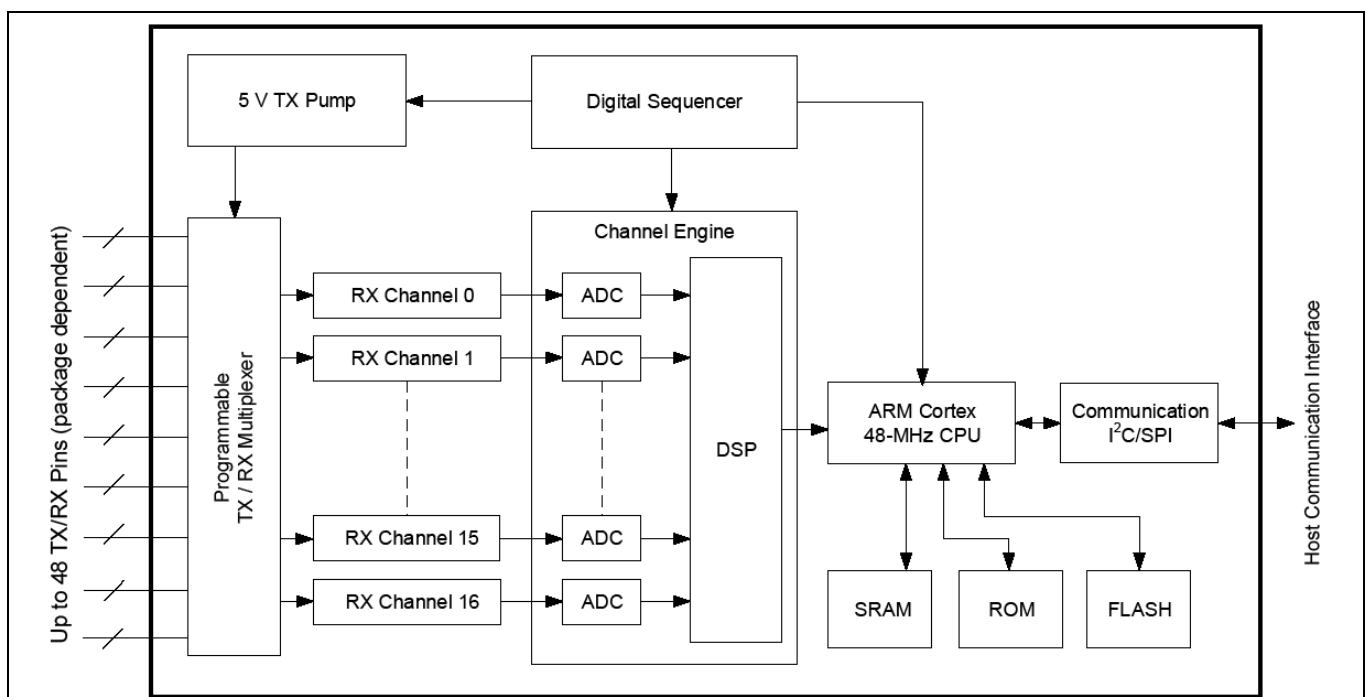 5 V TX Pump
Digital Sequencer
Up to 48 TX/RX Pins (package dependent)
Programmable
TX / RX Multiplexer
Channel Engine
RX Channel 0
ADC
RX Channel 1
ADC
RX Channel 15
ADC
RX Channel 16
ADC
DSP
ARM Cortex
48-MHz CPU
Communication
I²C/SPI
SRAM
ROM
FLASH
Host Communication Interface